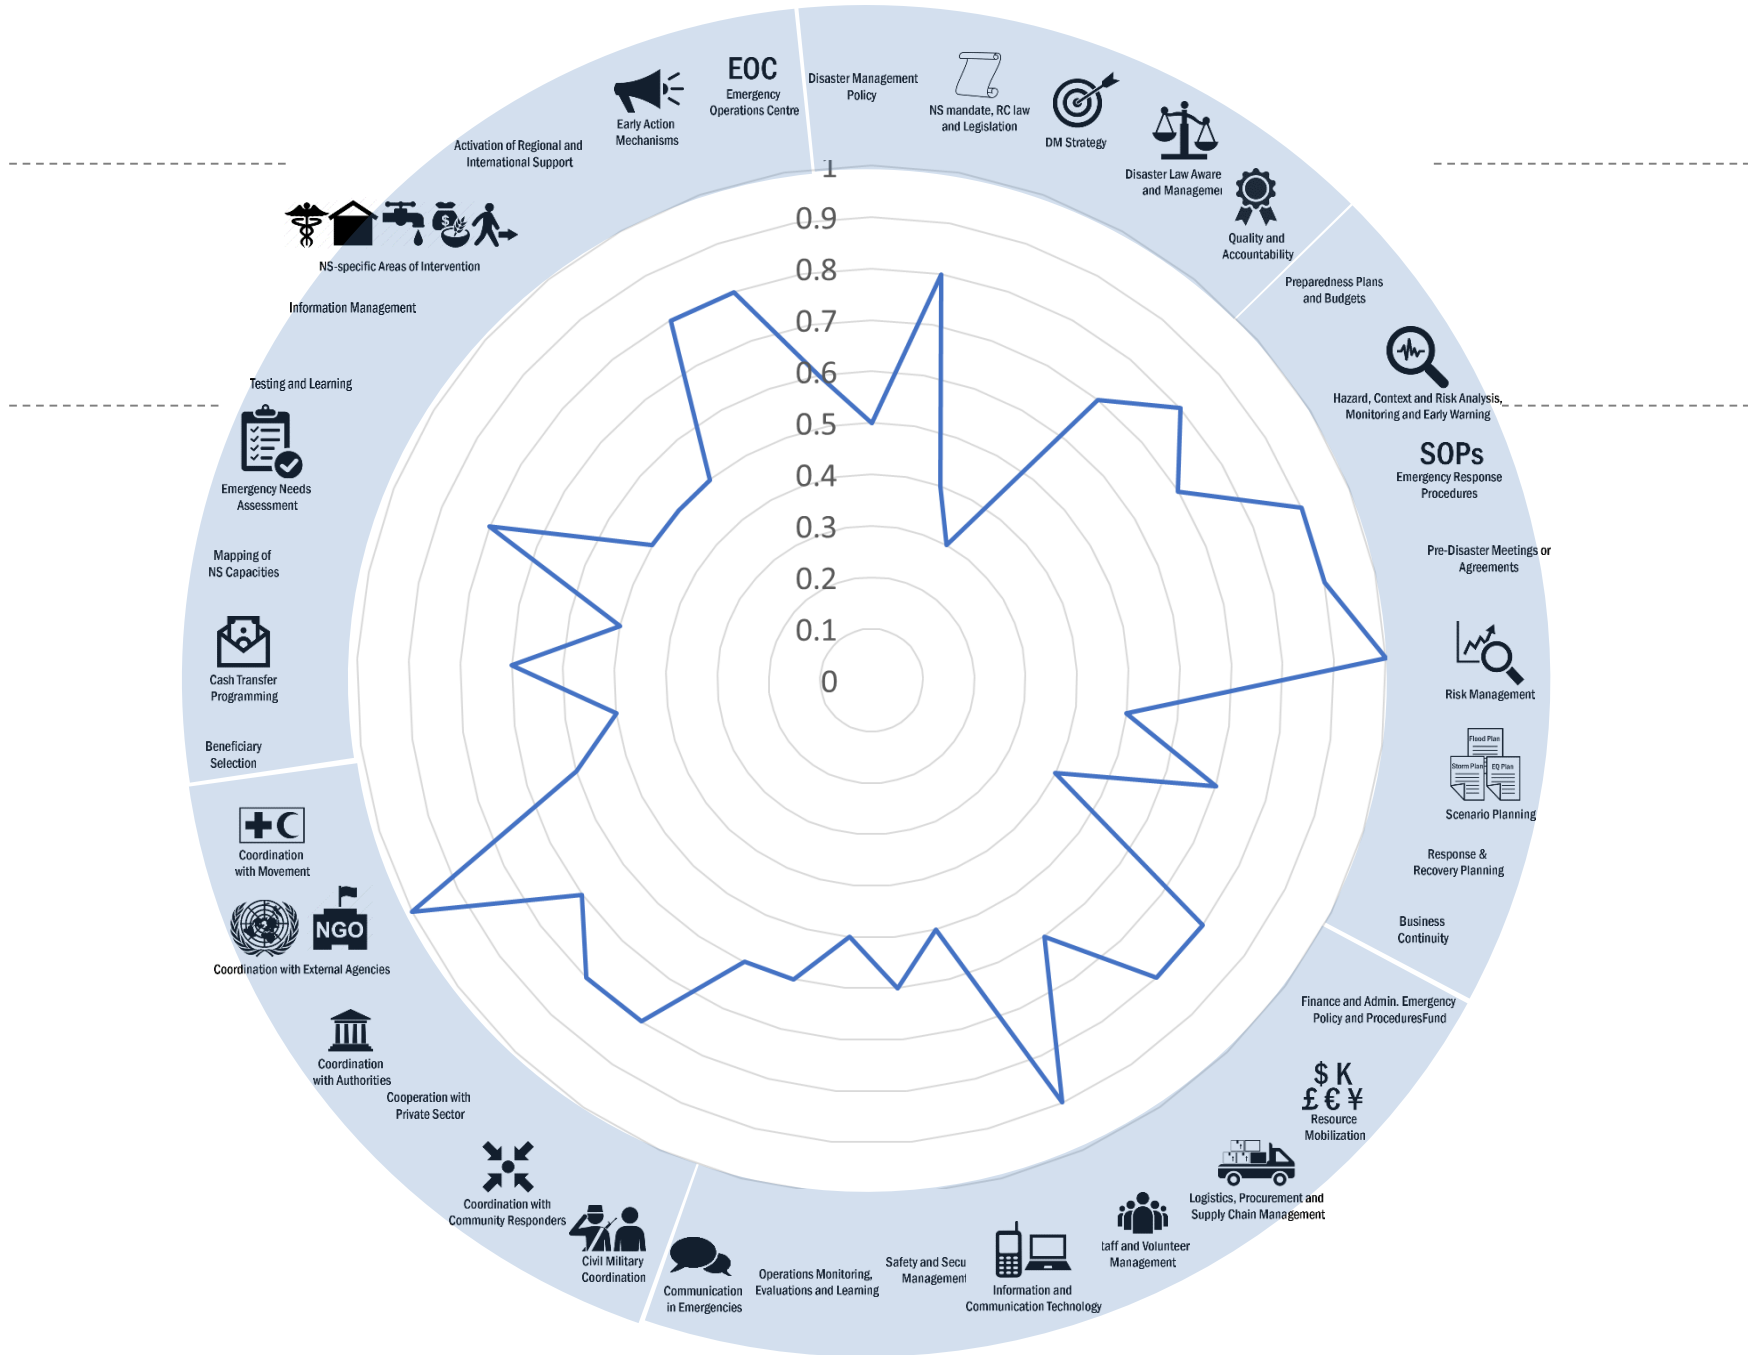 EOC
Emergency
Operations Centre
Disaster Management
Policy
NS mandate, RC law
and Legislation
DM Strategy
Disaster Law Aware
and Managemen
Quality and
Accountability
Preparedness Plans
and Budgets
Hazard, Context and Risk Analysis,
Monitoring and Early Warning
SOPs
Emergency Response
Procedures
Pre-Disaster Meetings or
Agreements
Risk Management
Flood Plan
Storm Plan
EQ Plan
Scenario Planning
Response &
Recovery Planning
Business
Continuity
Finance and Admin. Emergency
Policy and ProceduresFund
$ K
£ € ¥
Resource
Mobilization
Logistics, Procurement and
Supply Chain Management
taff and Volunteer
Management
Information and
Communication Technology
Safety and Secu
Management
Operations Monitoring,
Evaluations and Learning
Communication
in Emergencies
Civil Military
Coordination
Coordination with
Community Responders
Cooperation with
Private Sector
Coordination
with Authorities
NGO
Coordination with External Agencies
Coordination
with Movement
Beneficiary
Selection
Cash Transfer
Programming
Mapping of
NS Capacities
Emergency Needs
Assessment
Testing and Learning
Information Management
$
NS-specific Areas of Intervention
Activation of Regional and
International Support
Early Action
Mechanisms
1
0.9
0.8
0.7
0.6
0.5
0.4
0.3
0.2
0.1
0